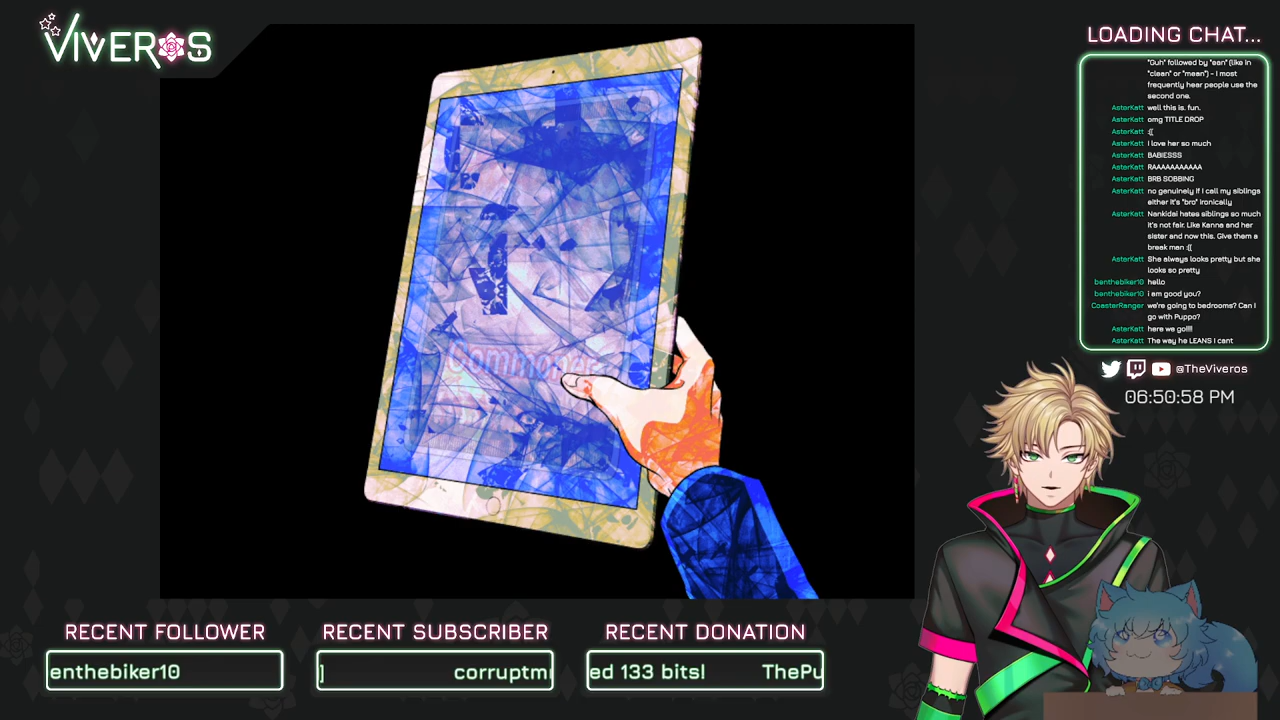 VIVEROS
LOADING CHAT...
"Guh" followed by "ean" (like in
"clean" or "mean") - I most
frequently hear people use the
second one.
AsterKatt well this is. fun.
AsterKatt omg TITLE DROP
AsterKatt :((
AsterKatt I love her so much
AsterKatt BABIESSS
AsterKatt RAAAAAAAAAAA
AsterKatt BRB SOBBING
AsterKatt no genuinely if I call my siblings
either it's "bro" ironically
AsterKatt Nankidai hates siblings so much
it's not fair. Like Kanna and her
sister and now this. Give them a
break man :((
AsterKatt She always looks pretty but she
looks so pretty
benthebiker10 hello
benthebiker10 i am good you?
CoasterRanger we're going to bedrooms? Can I
go with Puppo?
AsterKatt here we go!!!!
AsterKatt The way he LEANS I cant
@TheViveros
06:50:58 PM
RECENT FOLLOWER
RECENT SUBSCRIBER
RECENT DONATION
enthebiker10
] corruptm
ed 133 bits! ThePu